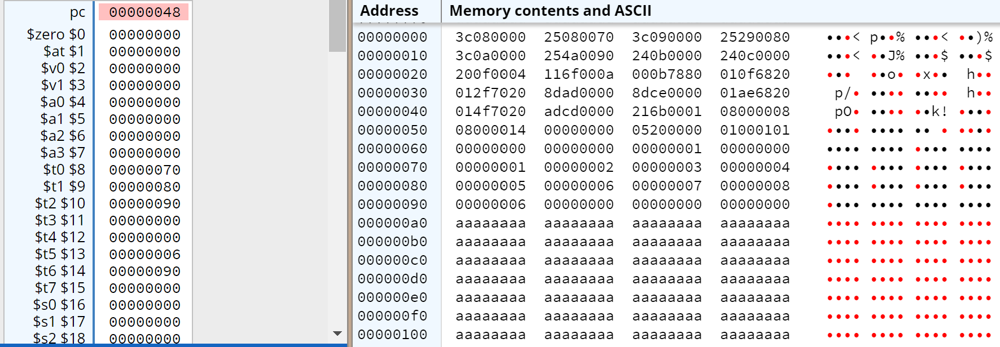 pc 00000048
$zero $0 00000000
$at $1 00000000
$v0 $2 00000000
$v1 $3 00000000
$a0 $4 00000000
$a1 $5 00000000
$a2 $6 00000000
$a3 $7 00000000
$t0 $8 00000070
$t1 $9 00000080
$t2 $10 00000090
$t3 $11 00000000
$t4 $12 00000000
$t5 $13 00000006
$t6 $14 00000090
$t7 $15 00000000
$s0 $16 00000000
$s1 $17 00000000
$s2 $18 00000000
Address Memory contents and ASCII
00000000 3c080000 25080070 3c090000 25290080 •••< p••% •••< ••)%
00000010 3c0a0000 254a0090 240b0000 240c0000 •••< ••J% •••$ •••$
00000020 200f0004 116f000a 000b7880 010f6820 ••• ••o• •x•• h••
00000030 012f7020 8dad0000 8dce0000 01ae6820 p/• •••• •••• h••
00000040 014f7020 adcd0000 216b0001 08000008 pO• •••• ••k! ••••
00000050 08000014 00000000 05200000 01000101 •••• •••• •• • ••••
00000060 00000000 00000000 00000001 00000000 •••• •••• •••• ••••
00000070 00000001 00000002 00000003 00000004 •••• •••• •••• ••••
00000080 00000005 00000006 00000007 00000008 •••• •••• •••• ••••
00000090 00000006 00000000 00000000 00000000 •••• •••• •••• ••••
000000a0 aaaaaaaa aaaaaaaa aaaaaaaa aaaaaaaa •••• •••• •••• ••••
000000b0 aaaaaaaa aaaaaaaa aaaaaaaa aaaaaaaa •••• •••• •••• ••••
000000c0 aaaaaaaa aaaaaaaa aaaaaaaa aaaaaaaa •••• •••• •••• ••••
000000d0 aaaaaaaa aaaaaaaa aaaaaaaa aaaaaaaa •••• •••• •••• ••••
000000e0 aaaaaaaa aaaaaaaa aaaaaaaa aaaaaaaa •••• •••• •••• ••••
000000f0 aaaaaaaa aaaaaaaa aaaaaaaa aaaaaaaa •••• •••• •••• ••••
00000100 aaaaaaaa aaaaaaaa aaaaaaaa aaaaaaaa •••• •••• •••• ••••